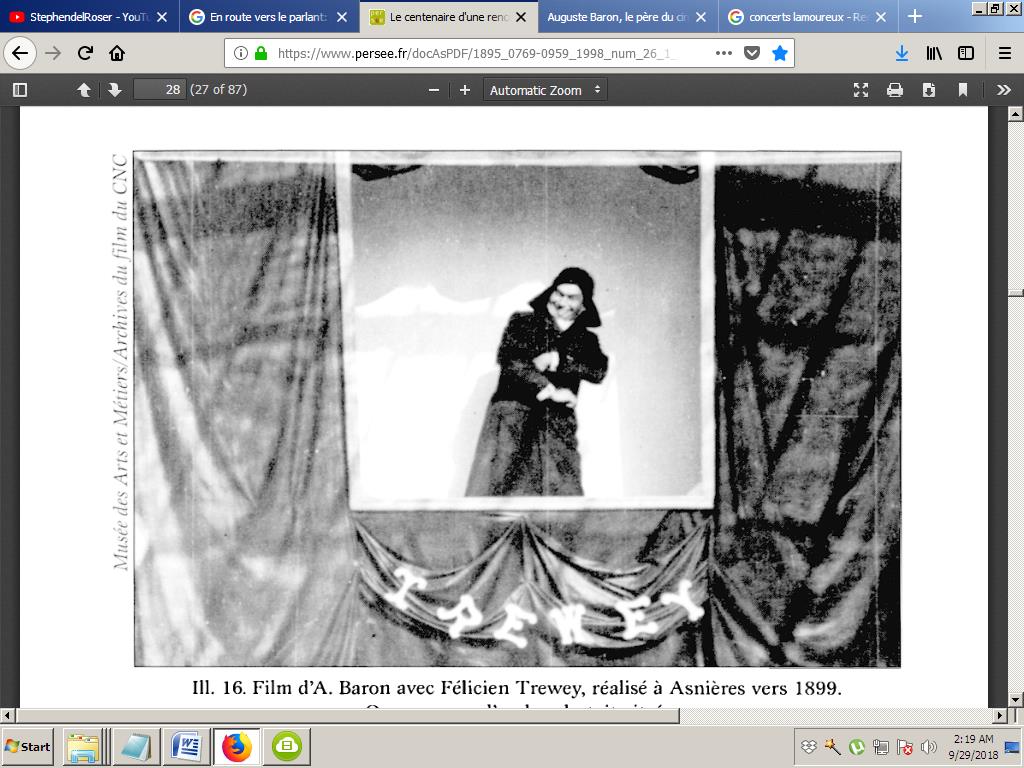 StephendelRoser - YouTu
En route vers le parlant:
Le centenaire d'une renc
Auguste Baron, le père du cin
concerts lamoureux - Re
https://www.persee.fr/docAsPDF/1895_0769-0959_1998_num_26_1_
28 (27 of 87)
Automatic Zoom
Musée des Arts et Métiers/Archives du film du CNC
TREWEY
Ill. 16. Film d'A. Baron avec Félicien Trewey, réalisé à Asnières vers 1899.
Start
2:19 AM
9/29/2018